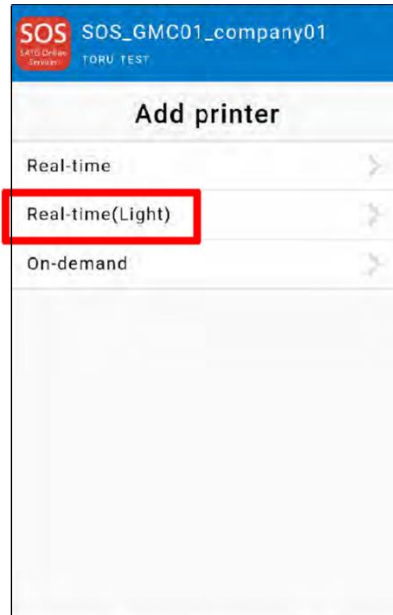 SOS SOS_GMC01_company01
SATO Online
Services TORU TEST
Add printer
Real-time
Real-time(Light)
On-demand